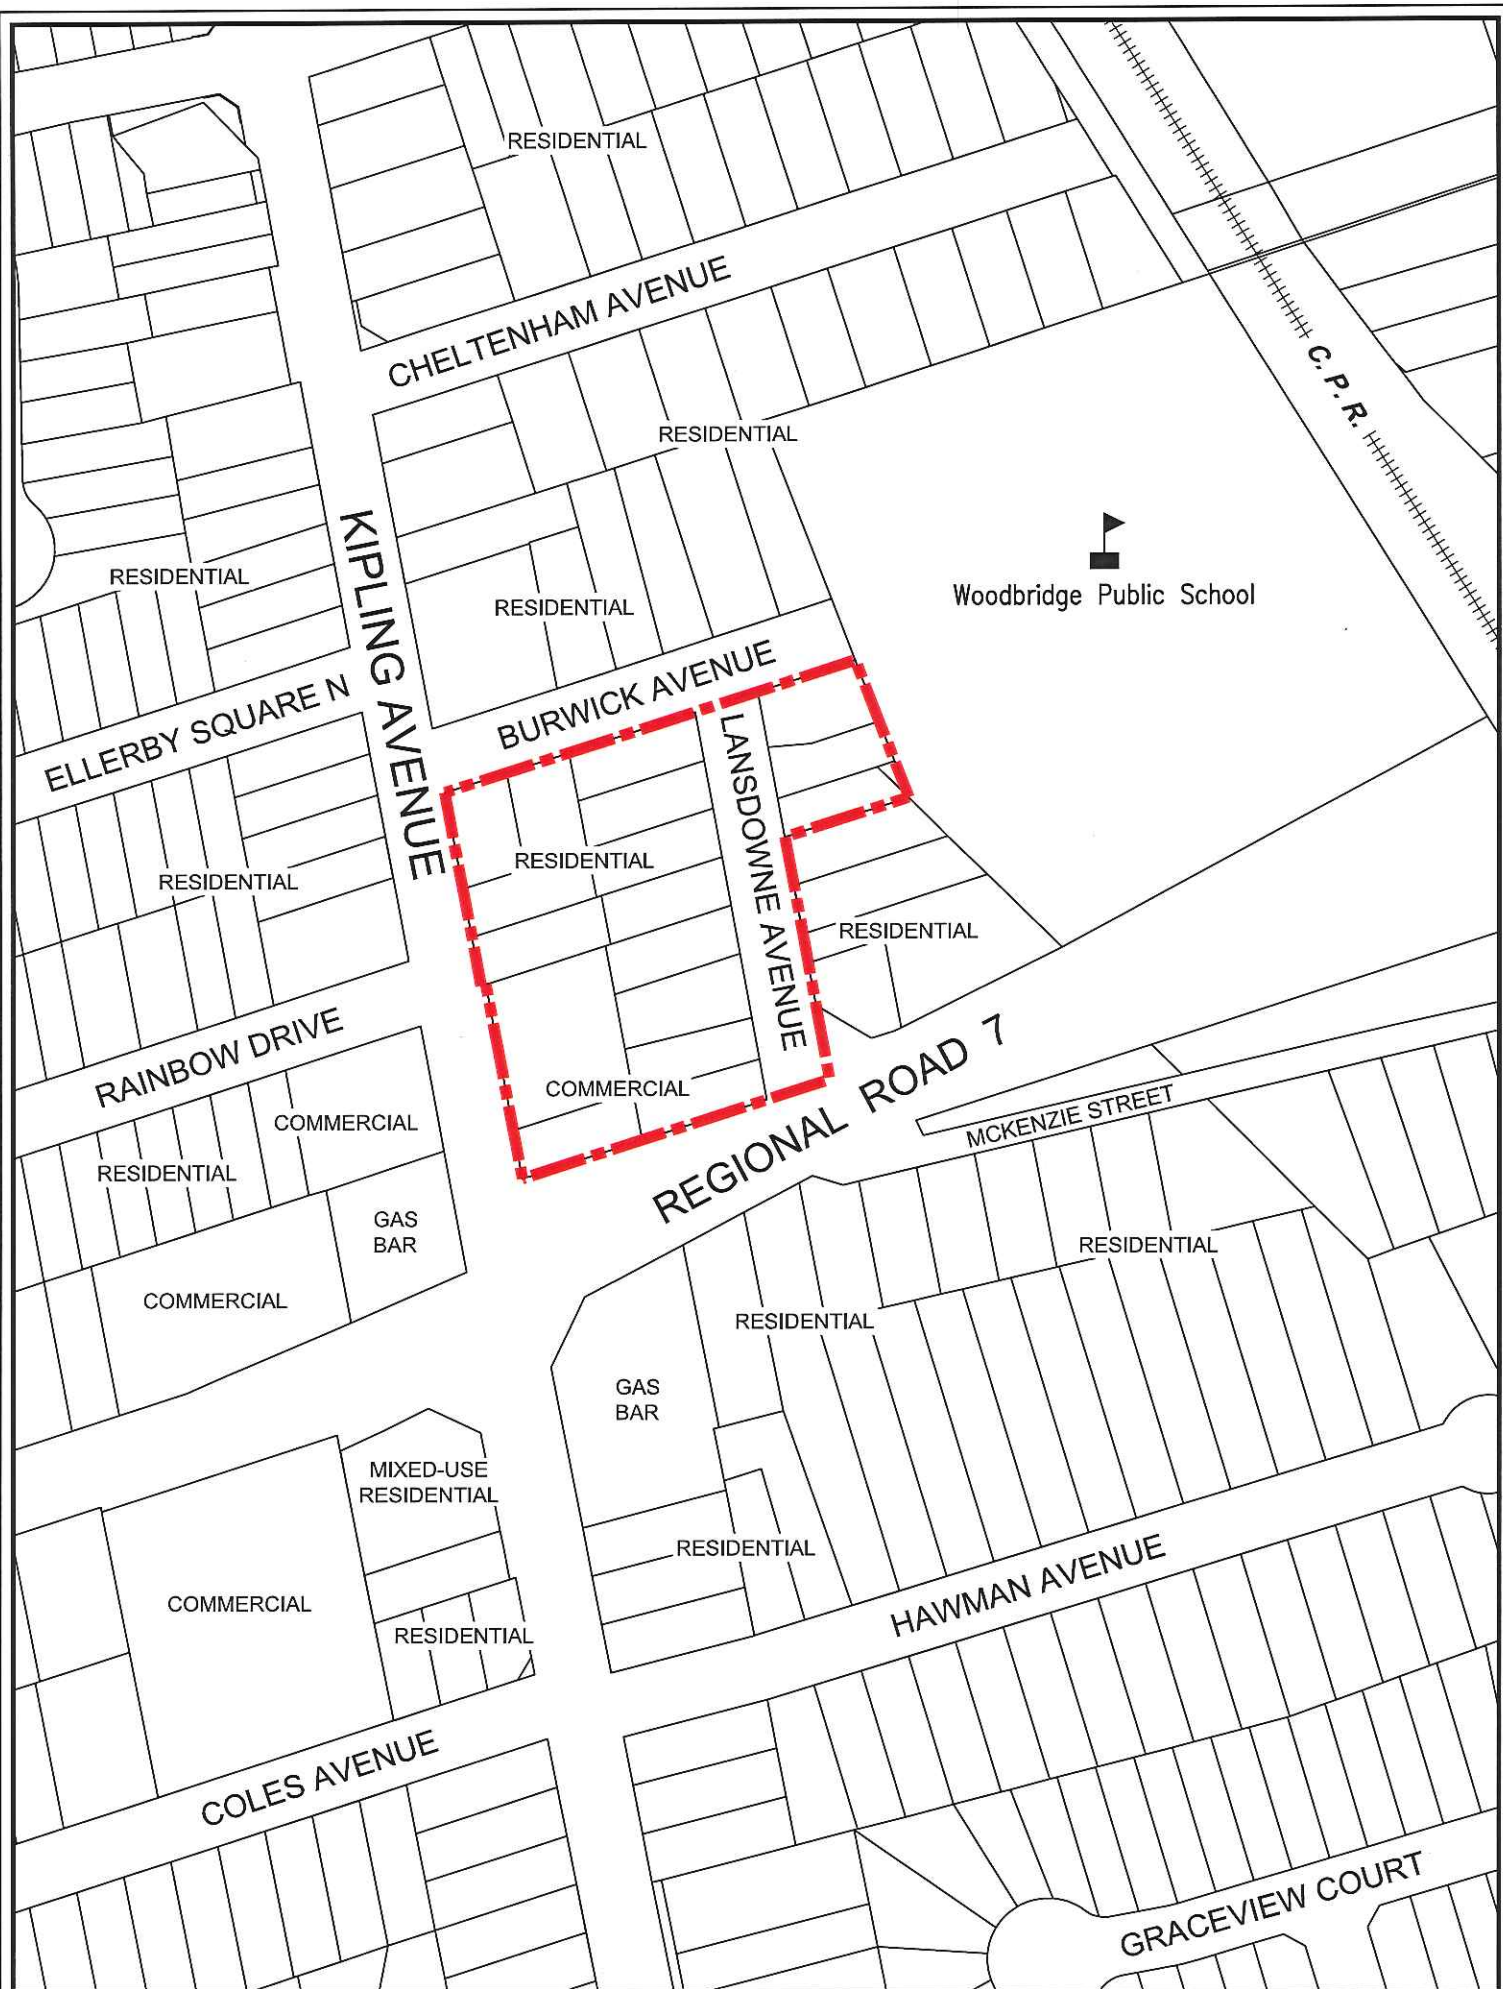 RESIDENTIAL
CHELTENHAM AVENUE
C. P. R.
RESIDENTIAL
KIPLING AVENUE
Woodbridge Public School
RESIDENTIAL
RESIDENTIAL
BURWICK AVENUE
ELLERBY SQUARE N
LANSDOWNE AVENUE
RESIDENTIAL
RESIDENTIAL
RESIDENTIAL
RAINBOW DRIVE
REGIONAL ROAD 7
COMMERCIAL
MCKENZIE STREET
COMMERCIAL
RESIDENTIAL
GAS
BAR
RESIDENTIAL
COMMERCIAL
RESIDENTIAL
GAS
BAR
MIXED-USE
RESIDENTIAL
RESIDENTIAL
HAWMAN AVENUE
COMMERCIAL
RESIDENTIAL
COLES AVENUE
GRACEVIEW COURT